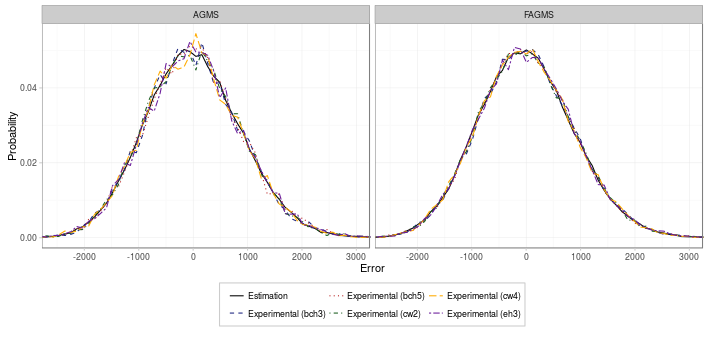 AGMS FAGMS
0.04
0.02
0.00
Probability
-2000 -1000 0 1000 2000 3000 -2000 -1000 0 1000 2000 3000
Error
Estimation Experimental (bch5) Experimental (cw4)
Experimental (bch3) Experimental (cw2) Experimental (eh3)